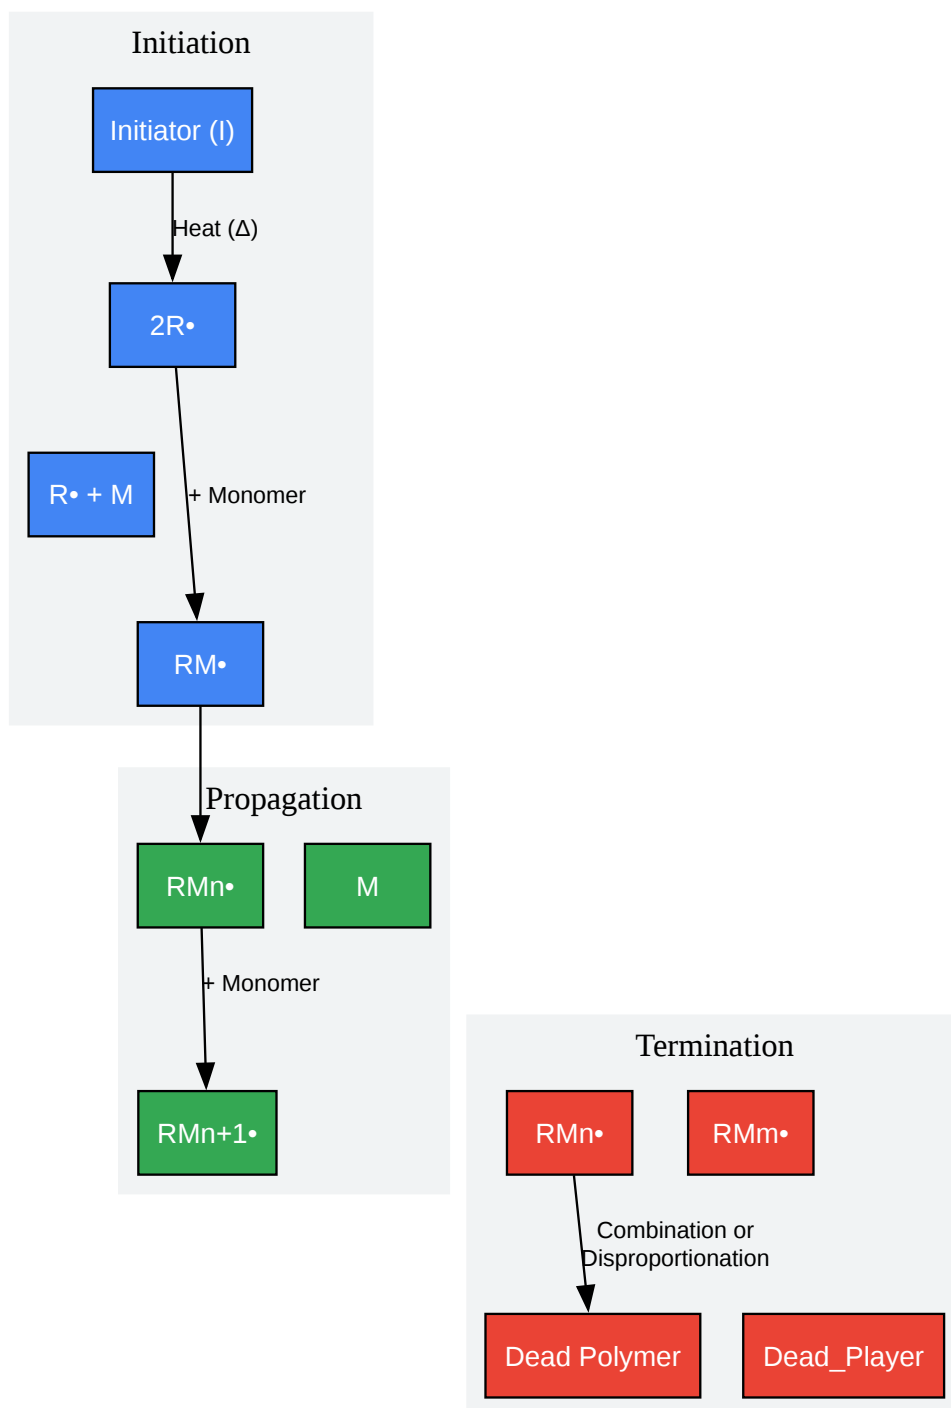 Initiation
Initiator (I)
Heat (Δ)
2R•
R• + M
+ Monomer
RM•
Propagation
RMn•
M
+ Monomer
RMn+1•
Termination
RMn•
RMm•
Combination or
Disproportionation
Dead Polymer
Dead_Player